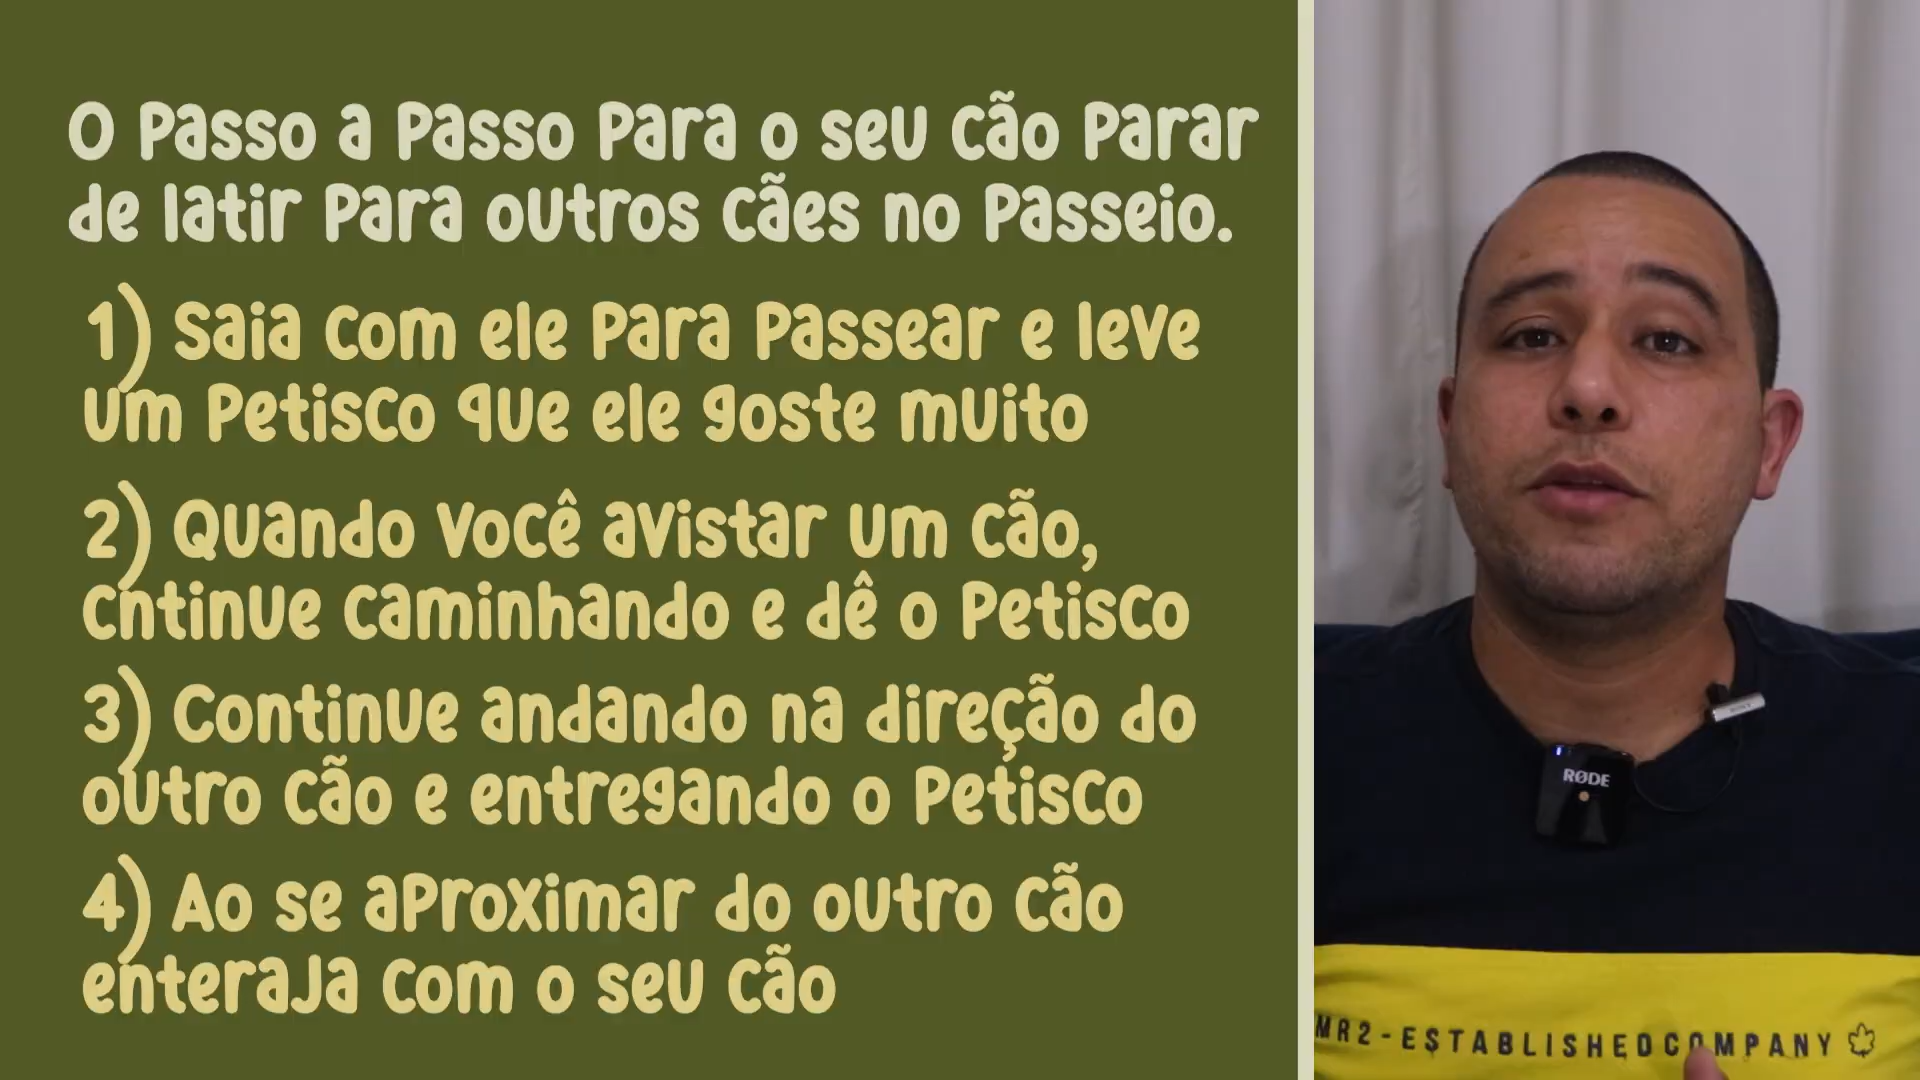 O Passo a Passo Para o seu cão Parar
de latir Para outros cães no Passeio.
1) Saia com ele Para Passear e leve
um Petisco que ele goste muito
2) Quando você avistar um cão,
cntinue caminhando e dê o Petisco
3) Continue andando na direção do
outro cão e entregando o Petisco
4) Ao se aproximar do outro cão
enteraja com o seu cão
RØDE
MR2-ESTABLISHEDCOMPANY